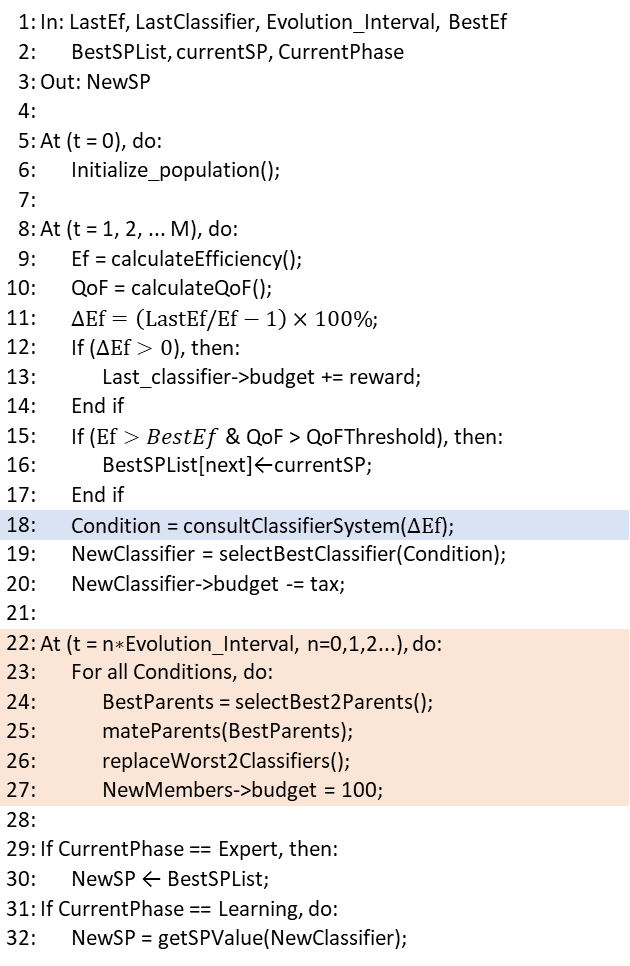 1: In: LastEf, LastClassifier, Evolution_Interval, BestEf
2: BestSPList, currentSP, CurrentPhase
3: Out: NewSP
4:
5: At (t = 0), do:
6: Initialize_population();
7:
8: At (t = 1, 2, ... M), do:
9: Ef = calculateEfficiency();
10: QoF = calculateQoF();
11: ΔEf = (LastEf/Ef − 1) × 100%;
12: If (ΔEf > 0), then:
13: Last_classifier->budget += reward;
14: End if
15: If (Ef > BestEf & QoF > QoFThreshold), then:
16: BestSPList[next]←currentSP;
17: End if
18: Condition = consultClassifierSystem(ΔEf);
19: NewClassifier = selectBestClassifier(Condition);
20: NewClassifier->budget -= tax;
21:
22: At (t = n∗Evolution_Interval, n=0,1,2...), do:
23: For all Conditions, do:
24: BestParents = selectBest2Parents();
25: mateParents(BestParents);
26: replaceWorst2Classifiers();
27: NewMembers->budget = 100;
28:
29: If CurrentPhase == Expert, then:
30: NewSP ← BestSPList;
31: If CurrentPhase == Learning, do:
32: NewSP = getSPValue(NewClassifier);